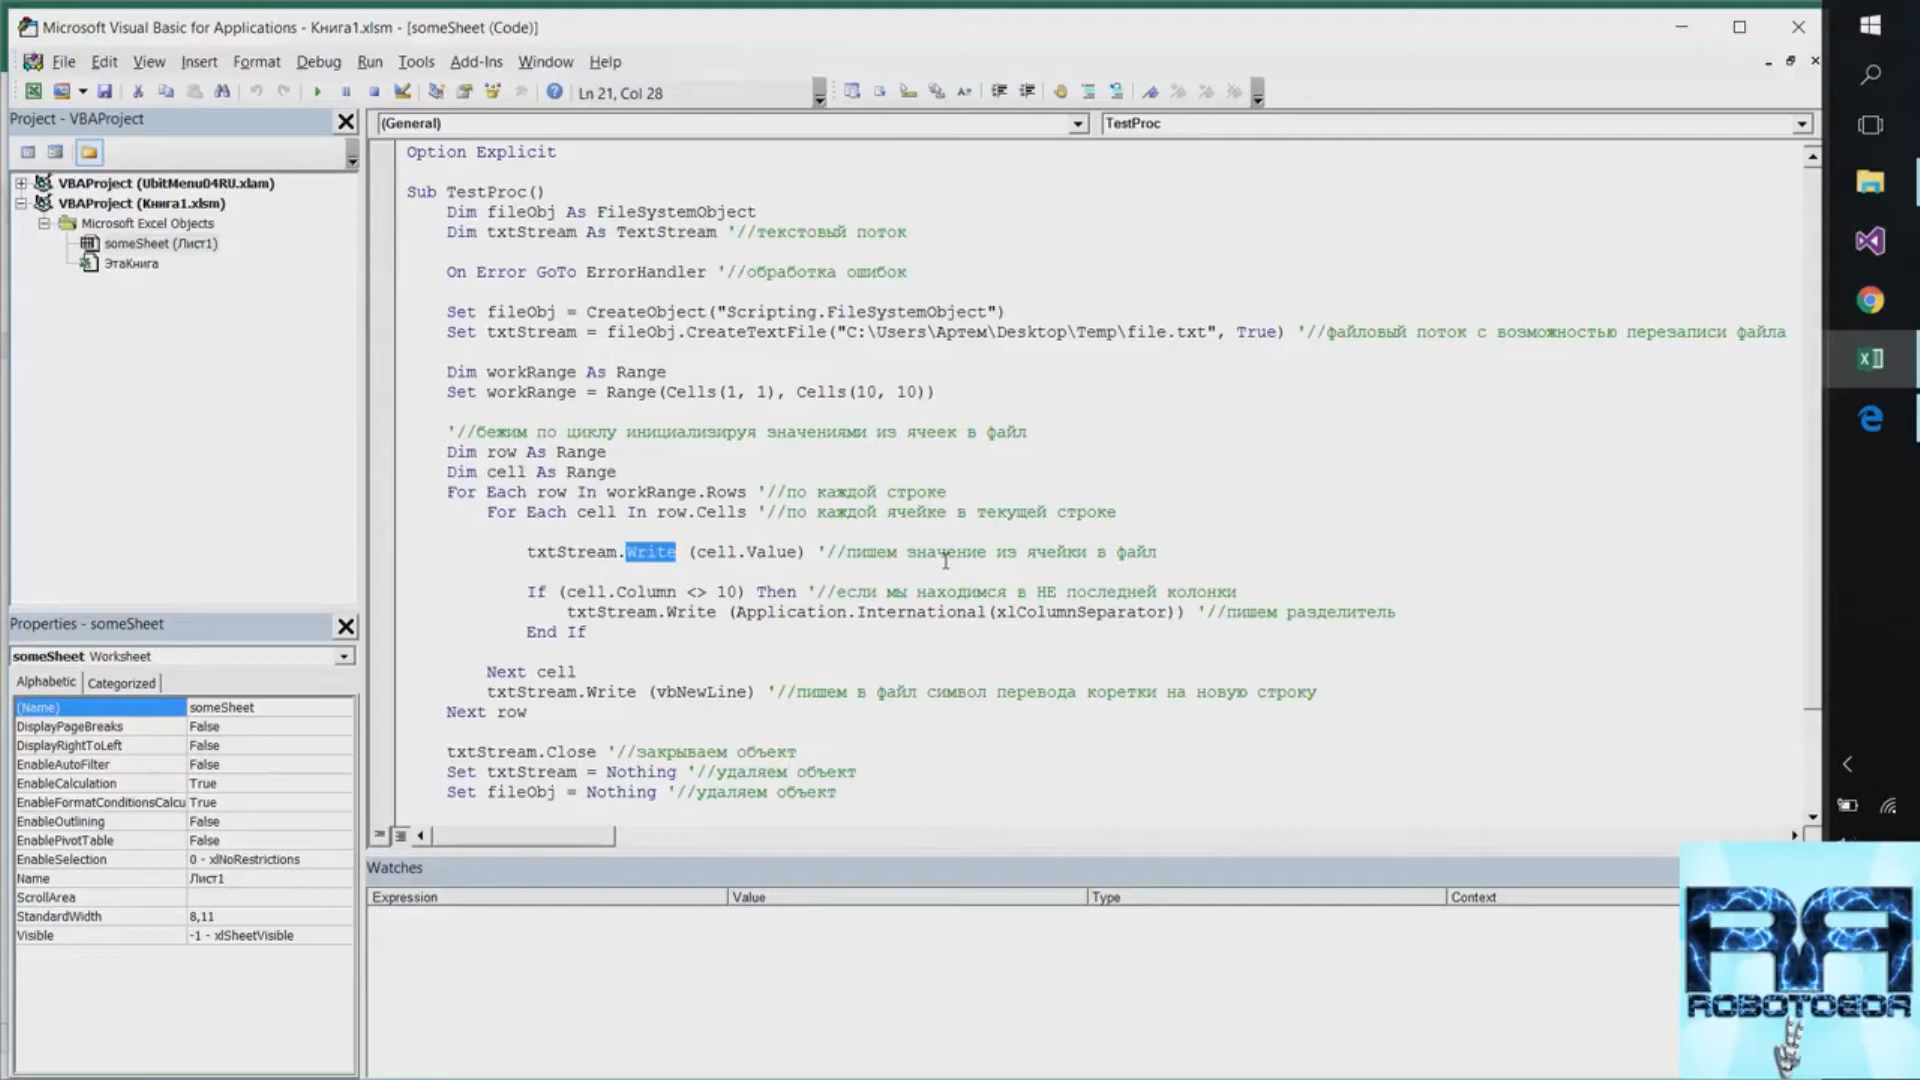 Microsoft Visual Basic for Applications - Книга1.xlsm - [someSheet (Code)]
File Edit View Insert Format Debug Run Tools Add-Ins Window Help
Ln 21, Col 28
Project - VBAProject
(General) TestProc
VBAProject (UbitMenu04RU.xlam)
VBAProject (Книга1.xlsm)
Microsoft Excel Objects
someSheet (Лист1)
ЭтаКнига
Option Explicit
Sub TestProc()
Dim fileObj As FileSystemObject
Dim txtStream As TextStream '//текстовый поток
On Error GoTo ErrorHandler '//обработка ошибок
Set fileObj = CreateObject("Scripting.FileSystemObject")
Set txtStream = fileObj.CreateTextFile("C:\Users\Артем\Desktop\Temp\file.txt", True) '//файловый поток с возможностью перезаписи файла
Dim workRange As Range
Set workRange = Range(Cells(1, 1), Cells(10, 10))
'//бежим по циклу инициализируя значениями из ячеек в файл
Dim row As Range
Dim cell As Range
For Each row In workRange.Rows '//по каждой строке
For Each cell In row.Cells '//по каждой ячейке в текущей строке
txtStream.Write (cell.Value) '//пишем значение из ячейки в файл
If (cell.Column <> 10) Then '//если мы находимся в НЕ последней колонки
txtStream.Write (Application.International(xlColumnSeparator)) '//пишем разделитель
End If
Next cell
txtStream.Write (vbNewLine) '//пишем в файл символ перевода коретки на новую строку
Next row
txtStream.Close '//закрываем объект
Set txtStream = Nothing '//удаляем объект
Set fileObj = Nothing '//удаляем объект
Properties - someSheet
someSheet Worksheet
Alphabetic Categorized
(Name) someSheet
DisplayPageBreaks False
DisplayRightToLeft False
EnableAutoFilter False
EnableCalculation True
EnableFormatConditionsCalcu True
EnableOutlining False
EnablePivotTable False
EnableSelection 0 - xlNoRestrictions
Name Лист1
ScrollArea
StandardWidth 8,11
Visible -1 - xlSheetVisible
Watches
Expression Value Type Context